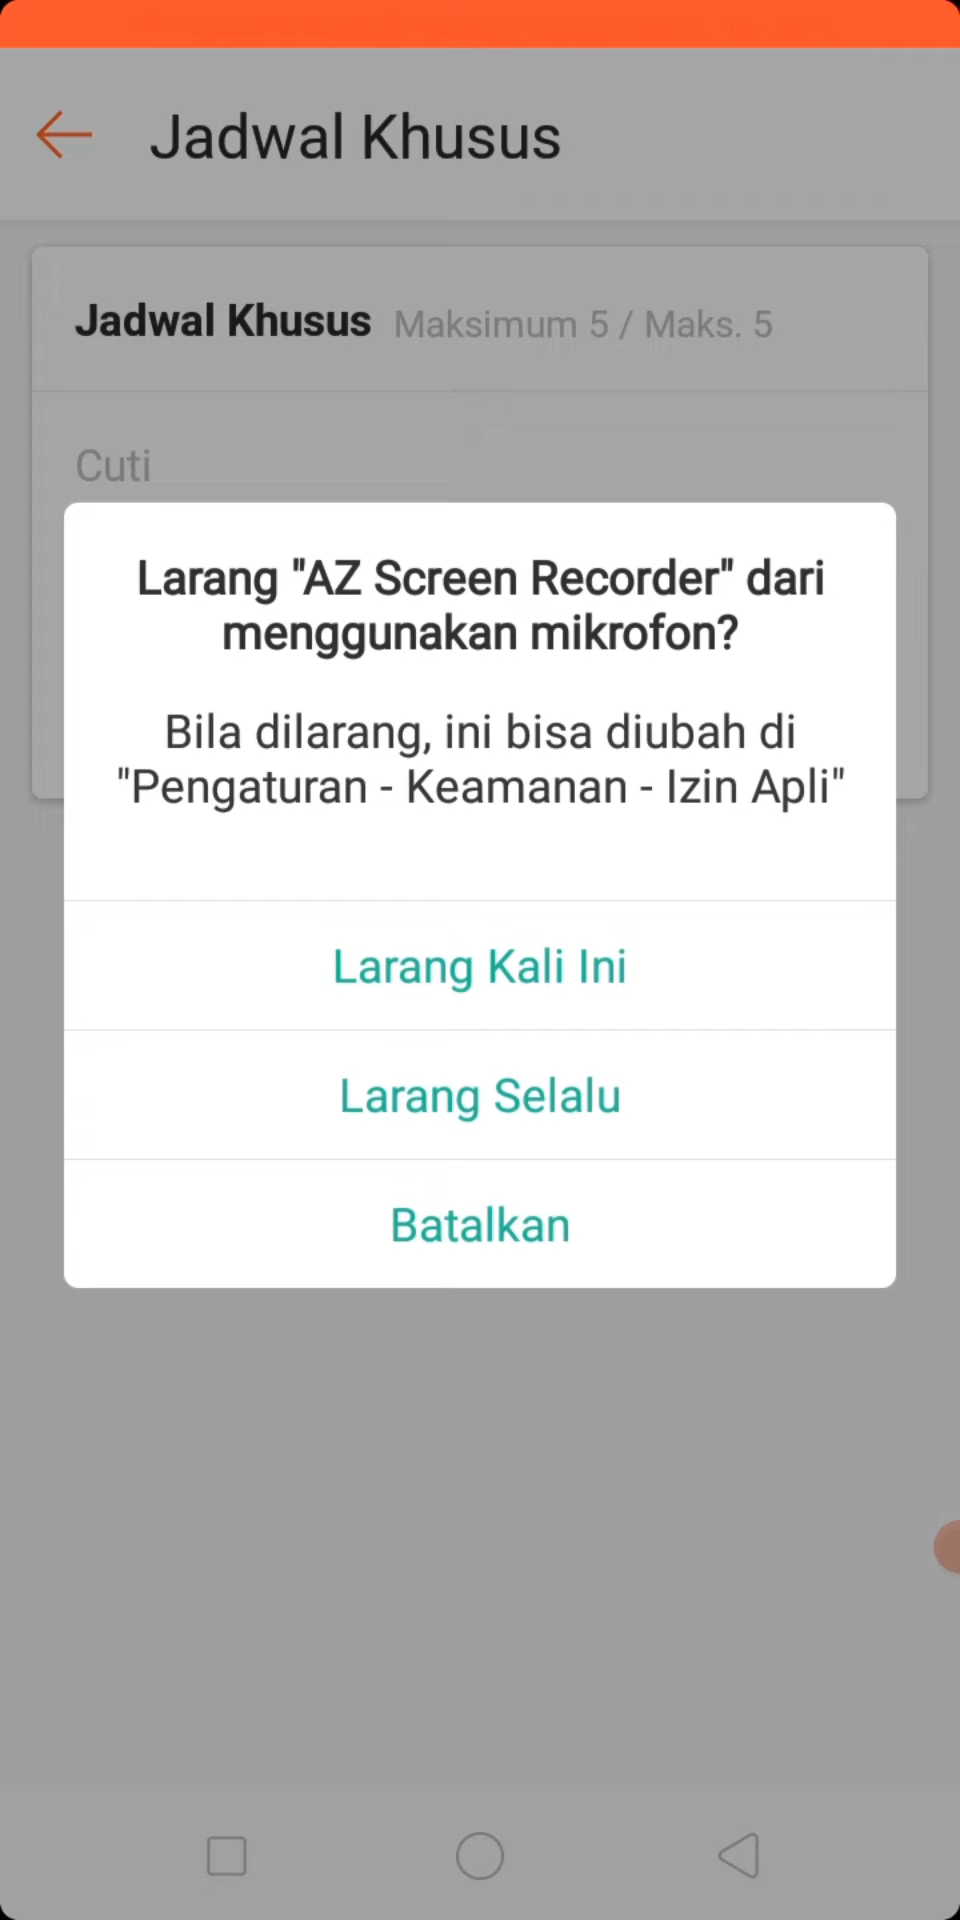 Jadwal Khusus
Jadwal Khusus Maksimum 5 / Maks. 5
Cuti
Larang "AZ Screen Recorder" dari
menggunakan mikrofon?
Bila dilarang, ini bisa diubah di
"Pengaturan - Keamanan - Izin Apli"
Larang Kali Ini
Larang Selalu
Batalkan